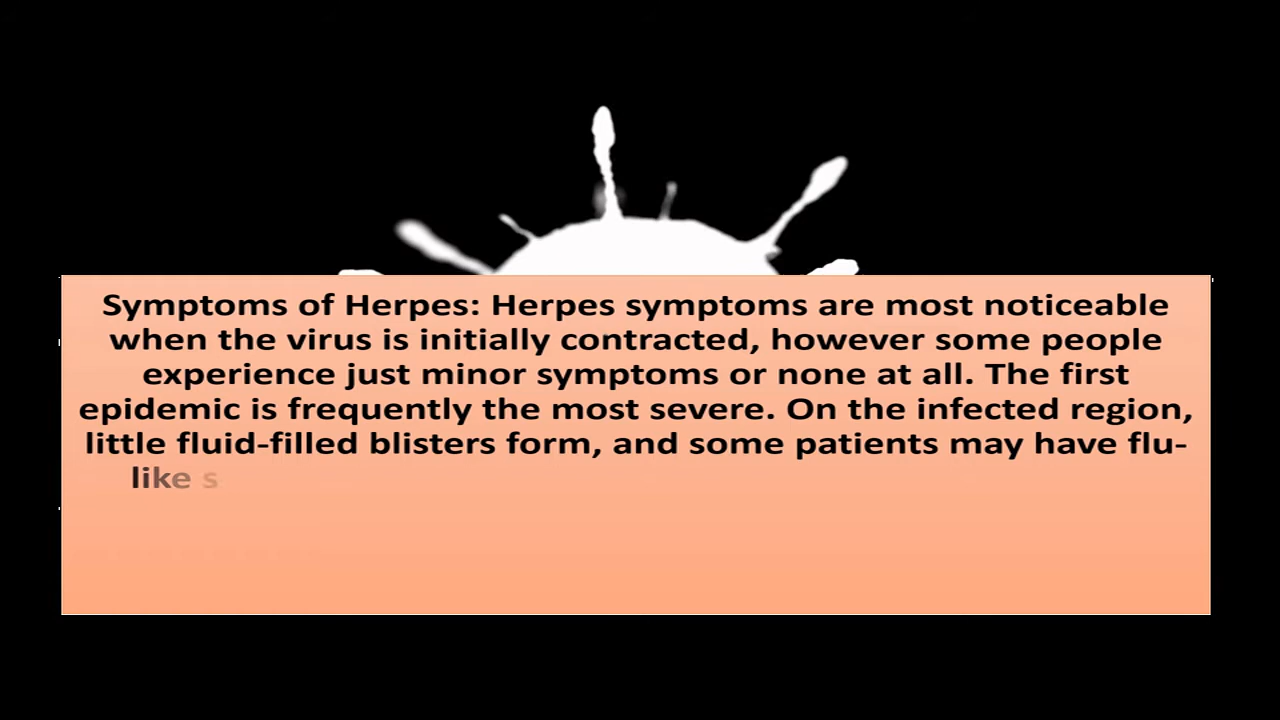 Symptoms of Herpes: Herpes symptoms are most noticeable
when the virus is initially contracted, however some people
experience just minor symptoms or none at all. The first
epidemic is frequently the most severe. On the infected region,
little fluid-filled blisters form, and some patients may have flu-
like s